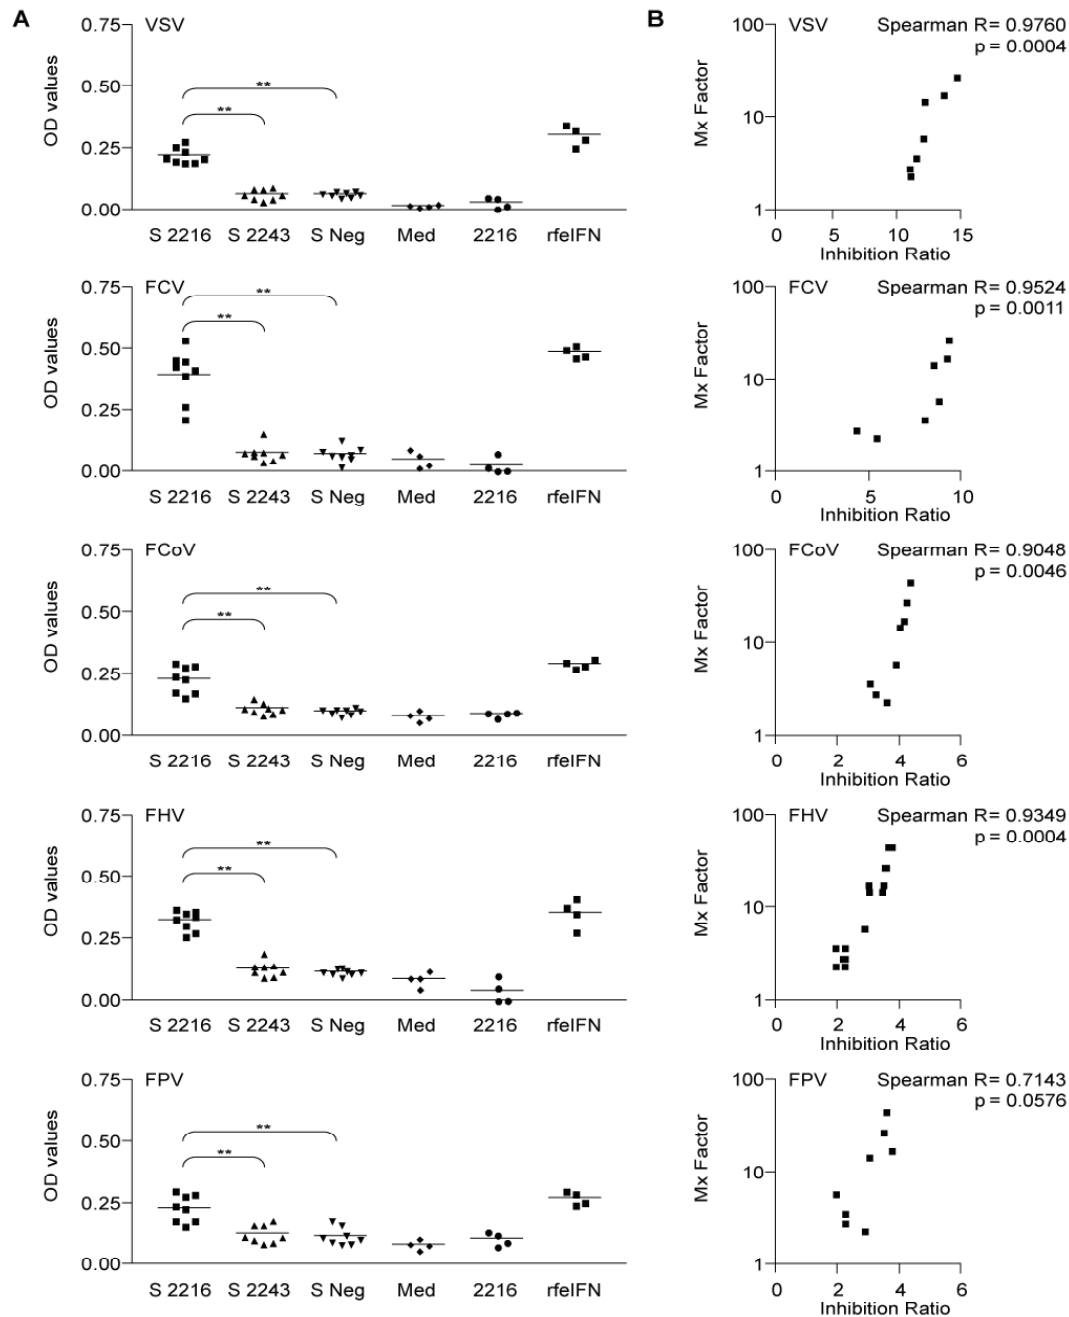 A
B
0.75
VSV
0.50
0.25
0.00
OD values
**
**
S 2216 S 2243 S Neg Med 2216 rfeIFN
100
VSV
Spearman R= 0.9760
p = 0.0004
10
1
Mx Factor
0 5 10 15
Inhibition Ratio
0.75
FCV
0.50
0.25
0.00
OD values
**
**
S 2216 S 2243 S Neg Med 2216 rfeIFN
100
FCV
Spearman R= 0.9524
p = 0.0011
10
1
Mx Factor
0 5 10
Inhibition Ratio
0.75
FCoV
0.50
0.25
0.00
OD values
**
**
S 2216 S 2243 S Neg Med 2216 rfeIFN
100
FCoV
Spearman R= 0.9048
p = 0.0046
10
1
Mx Factor
0 2 4 6
Inhibition Ratio
0.75
FHV
0.50
0.25
0.00
OD values
**
**
S 2216 S 2243 S Neg Med 2216 rfeIFN
100
FHV
Spearman R= 0.9349
p = 0.0004
10
1
Mx Factor
0 2 4 6
Inhibition Ratio
0.75
FPV
0.50
0.25
0.00
OD values
**
**
S 2216 S 2243 S Neg Med 2216 rfeIFN
100
FPV
Spearman R= 0.7143
p = 0.0576
10
1
Mx Factor
0 2 4 6
Inhibition Ratio